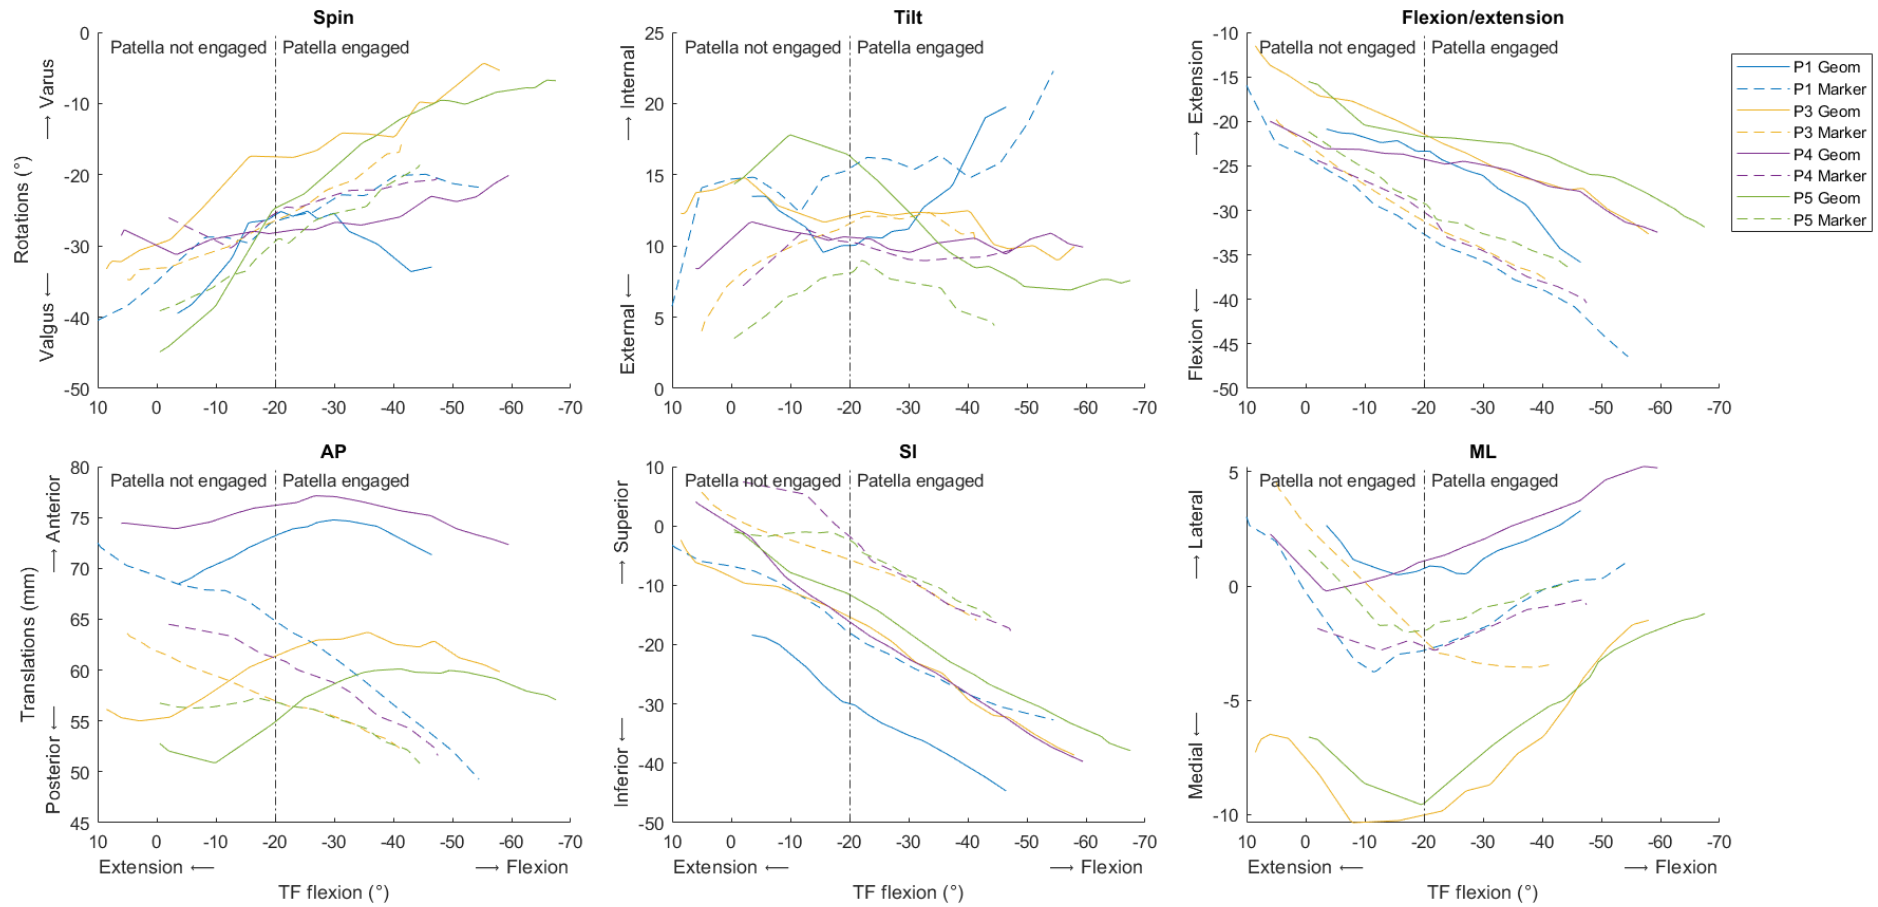 Spin
Tilt
Flexion/extension
Patella not engaged
Patella engaged
Patella not engaged
Patella engaged
Patella not engaged
Patella engaged
Rotations (°)
Valgus ←
→ Varus
0
-10
-20
-30
-40
-50
10 0 -10 -20 -30 -40 -50 -60 -70
External ←
→ Internal
25
20
15
10
5
0
10 0 -10 -20 -30 -40 -50 -60 -70
Flexion ←
→ Extension
-10
-15
-20
-25
-30
-35
-40
-45
-50
10 0 -10 -20 -30 -40 -50 -60 -70
P1 Geom
P1 Marker
P3 Geom
P3 Marker
P4 Geom
P4 Marker
P5 Geom
P5 Marker
AP
SI
ML
Patella not engaged
Patella engaged
Patella not engaged
Patella engaged
Patella not engaged
Patella engaged
Translations (mm)
Posterior ←
→ Anterior
80
75
70
65
60
55
50
45
10 0 -10 -20 -30 -40 -50 -60 -70
Extension ←
→ Flexion
TF flexion (°)
Inferior ←
→ Superior
10
0
-10
-20
-30
-40
-50
10 0 -10 -20 -30 -40 -50 -60 -70
Extension ←
→ Flexion
TF flexion (°)
Medial ←
→ Lateral
5
0
-5
-10
10 0 -10 -20 -30 -40 -50 -60 -70
Extension ←
→ Flexion
TF flexion (°)